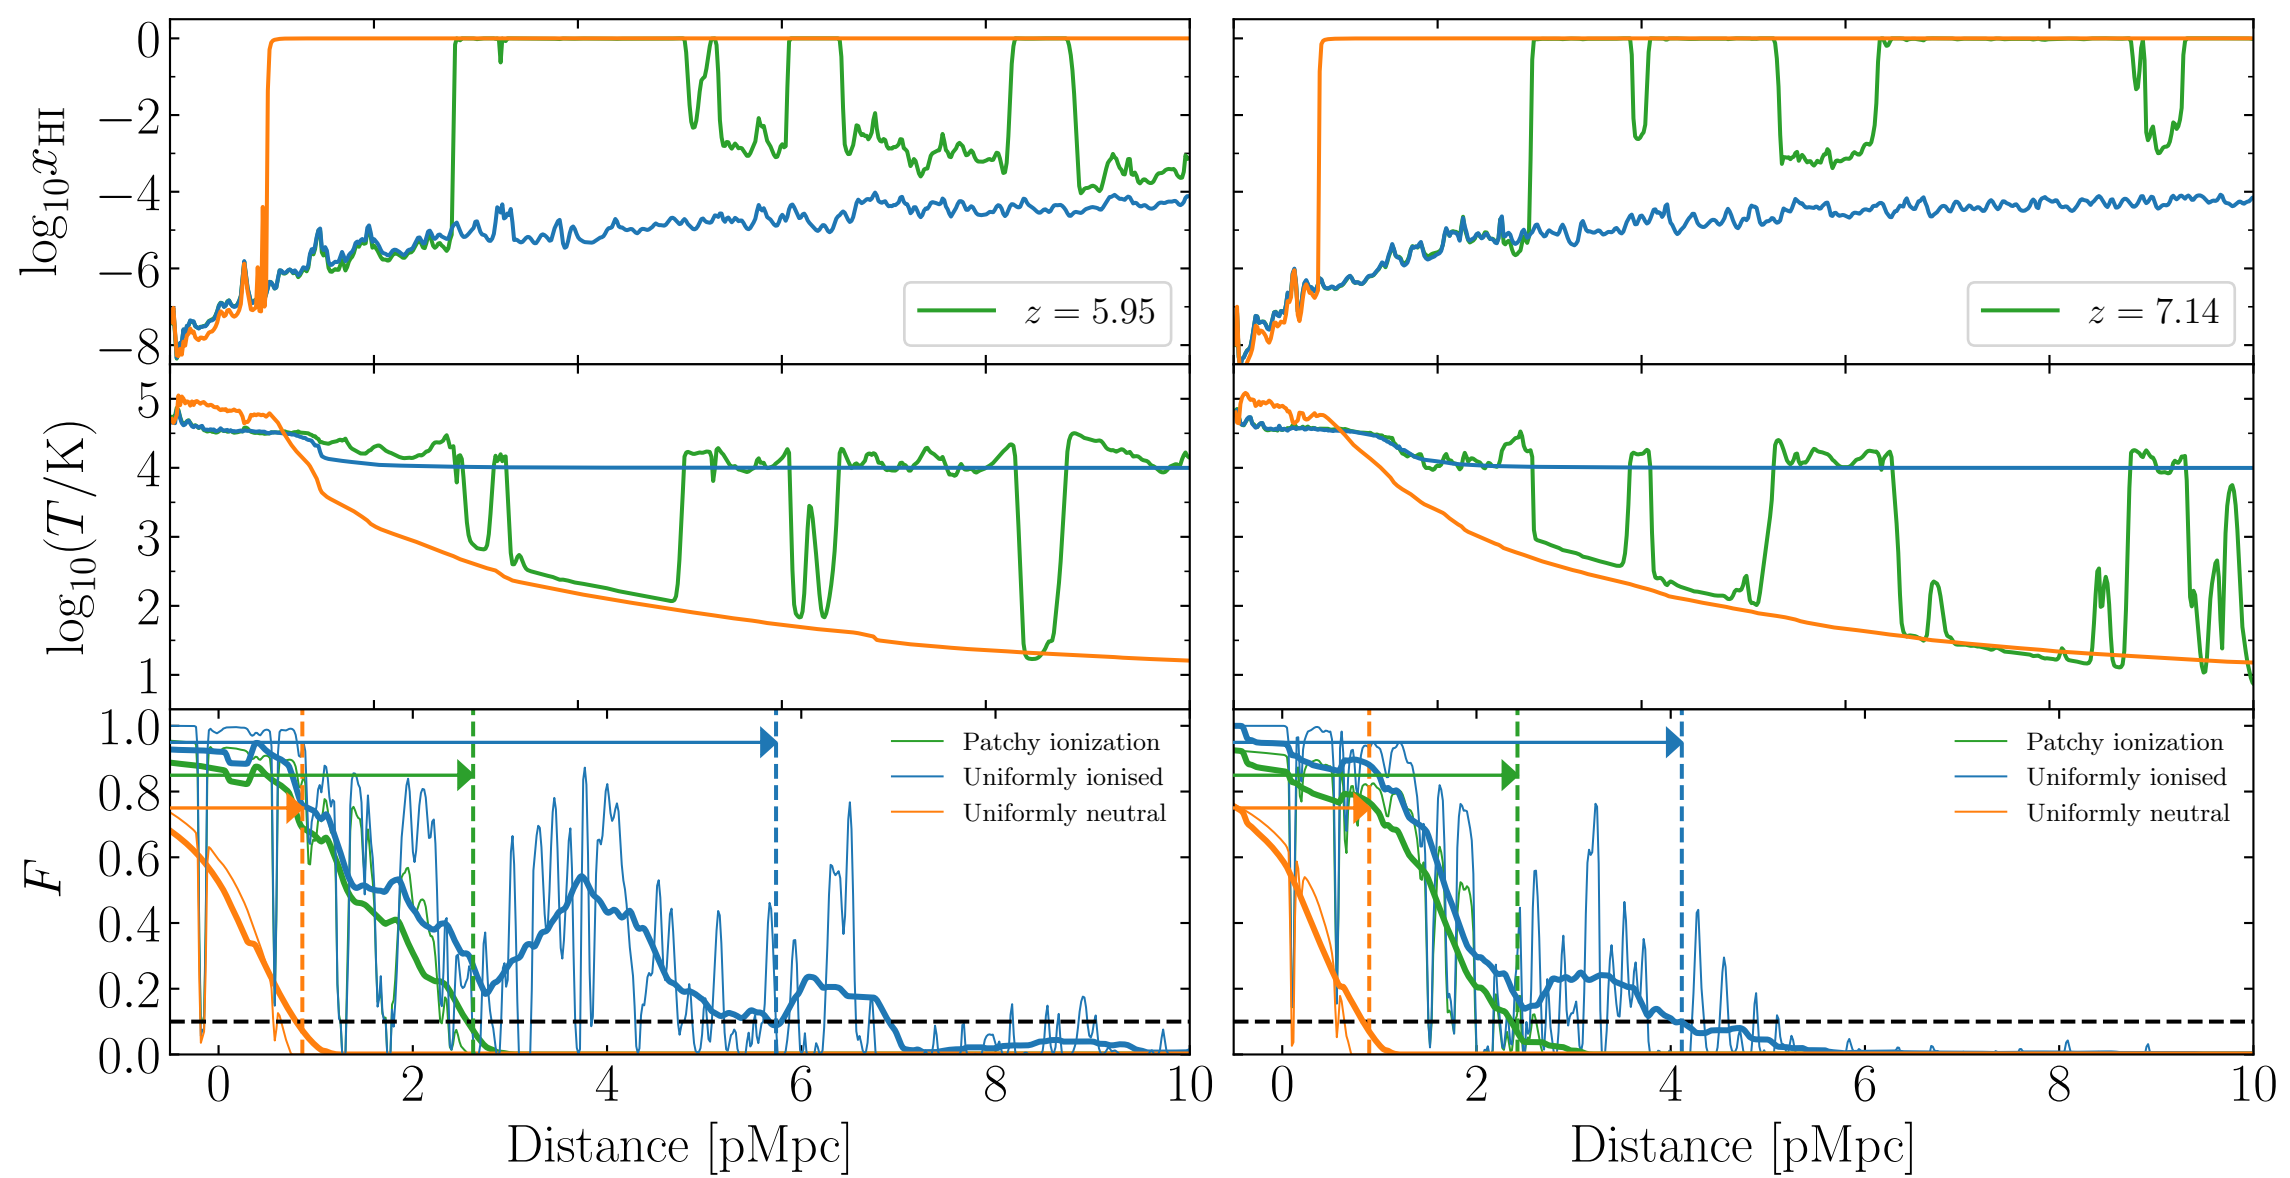 0
−2
−4
−6
−8
log₁₀x_HI
z = 5.95
z = 7.14
5
4
3
2
1
log₁₀(T/K)
1.0
0.8
0.6
0.4
0.2
0.0
F
Patchy ionization
Uniformly ionised
Uniformly neutral
Patchy ionization
Uniformly ionised
Uniformly neutral
0 2 4 6 8 10
0 2 4 6 8 10
Distance [pMpc]
Distance [pMpc]